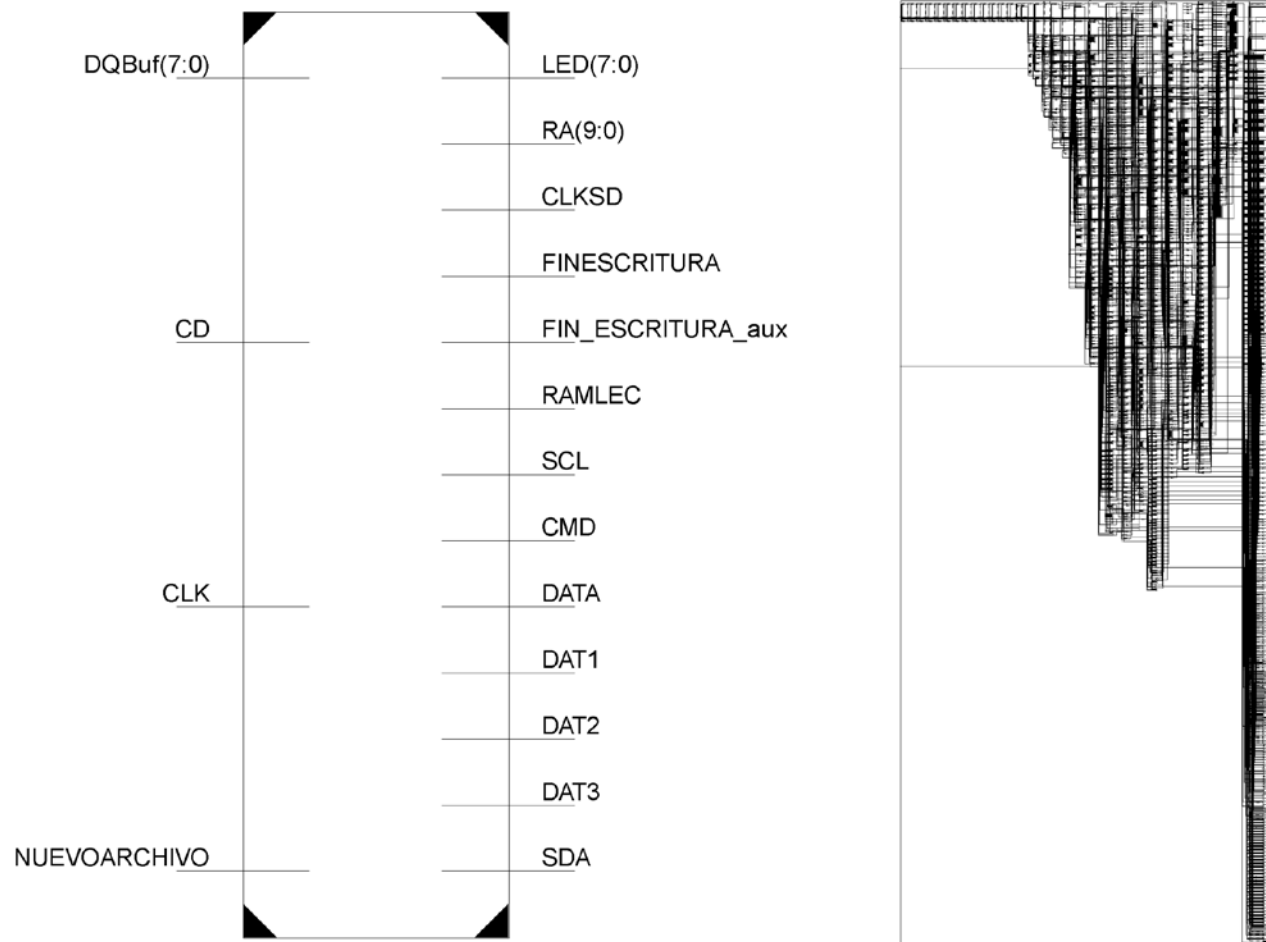 DQBuf(7:0)
LED(7:0)
RA(9:0)
CLKSD
FINESCRITURA
CD
FIN_ESCRITURA_aux
RAMLEC
SCL
CMD
CLK
DATA
DAT1
DAT2
DAT3
NUEVOARCHIVO
SDA